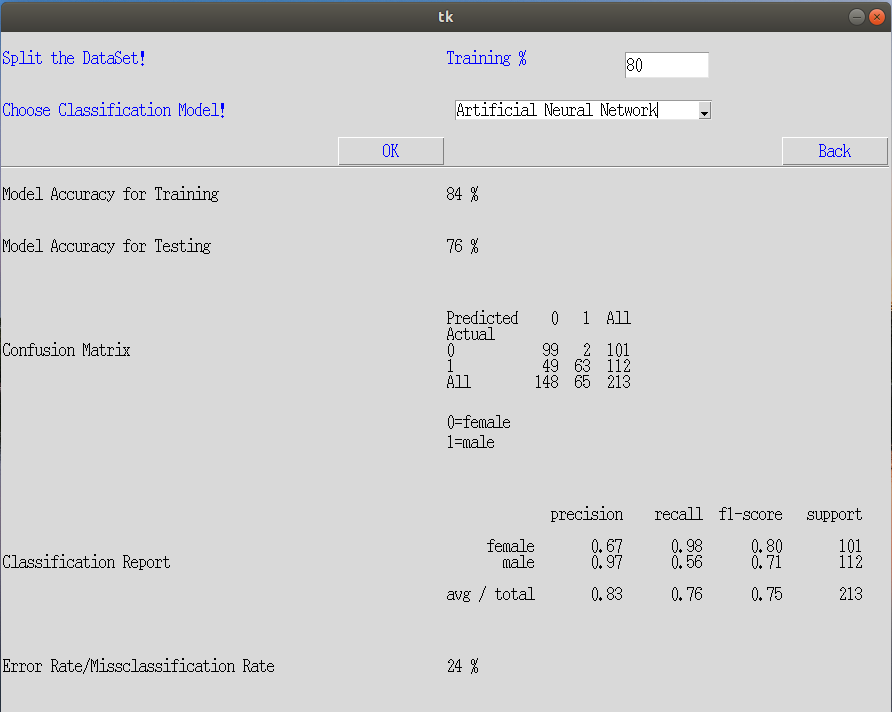 tk
Split the DataSet! Training % 80
Choose Classification Model! Artificial Neural Network
OK Back
Model Accuracy for Training 84 %
Model Accuracy for Testing 76 %
Predicted 0 1 All
Actual
Confusion Matrix 0 99 2 101
1 49 63 112
All 148 65 213
0=female
1=male
precision recall f1-score support
female 0.67 0.98 0.80 101
Classification Report male 0.97 0.56 0.71 112
avg / total 0.83 0.76 0.75 213
Error Rate/Missclassification Rate 24 %